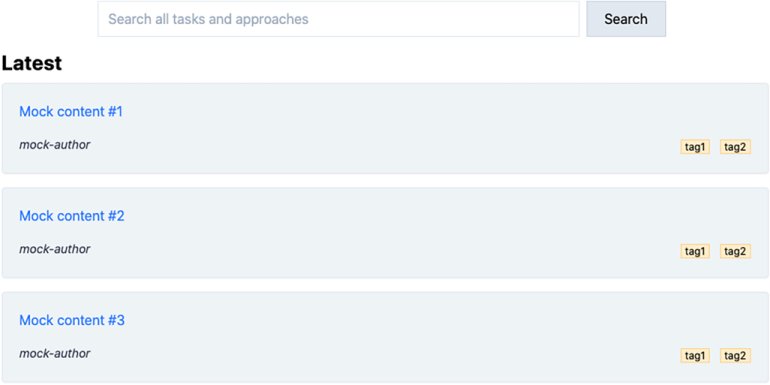 Search all tasks and approaches Search
Latest
Mock content #1
mock-author tag1 tag2
Mock content #2
mock-author tag1 tag2
Mock content #3
mock-author tag1 tag2